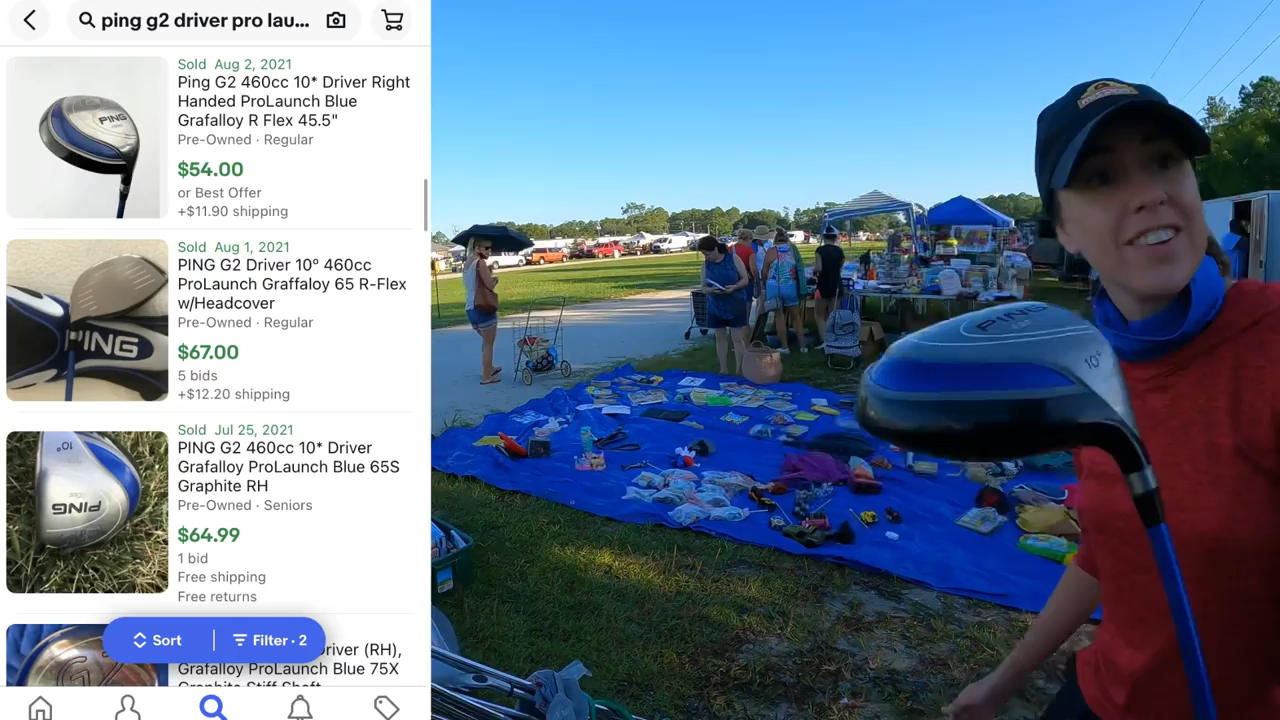 ping g2 driver pro lau...
Sold Aug 2, 2021
Ping G2 460cc 10* Driver Right
Handed ProLaunch Blue
Grafalloy R Flex 45.5"
Pre-Owned · Regular
$54.00
or Best Offer
+$11.90 shipping
PING
Sold Aug 1, 2021
PING G2 Driver 10º 460cc
ProLaunch Graffaloy 65 R-Flex
w/Headcover
Pre-Owned · Regular
$67.00
5 bids
+$12.20 shipping
PING
Sold Jul 25, 2021
PING G2 460cc 10* Driver
Grafalloy ProLaunch Blue 65S
Graphite RH
Pre-Owned · Seniors
$64.99
1 bid
Free shipping
Free returns
10°
PING
Sort
Filter · 2
river (RH),
Grafalloy ProLaunch Blue 75X
Graphite Stiff Shaft
G2
PING
10°